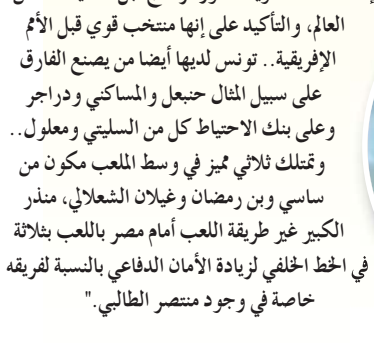 العالم، والتأكيد على إنها منتخب قوي قبل الأمم
الإفريقية.. تونس لديها أيضا من يصنع الفارق
على سبيل المثال حنبعل والمساكني ودراجر
وعلى بنك الاحتياط كل من السليتي ومعلول..
وتمتلك ثلاثي مميز في وسط الملعب مكون من
ساسي وبن رمضان وغيلان الشعلالي، منذر
الكبير غير طريقة اللعب أمام مصر باللعب بثلاثة
في الخط الخلفي لزيادة الأمان الدفاعي بالنسبة لفريقه
خاصة في وجود منتصر الطالبي."